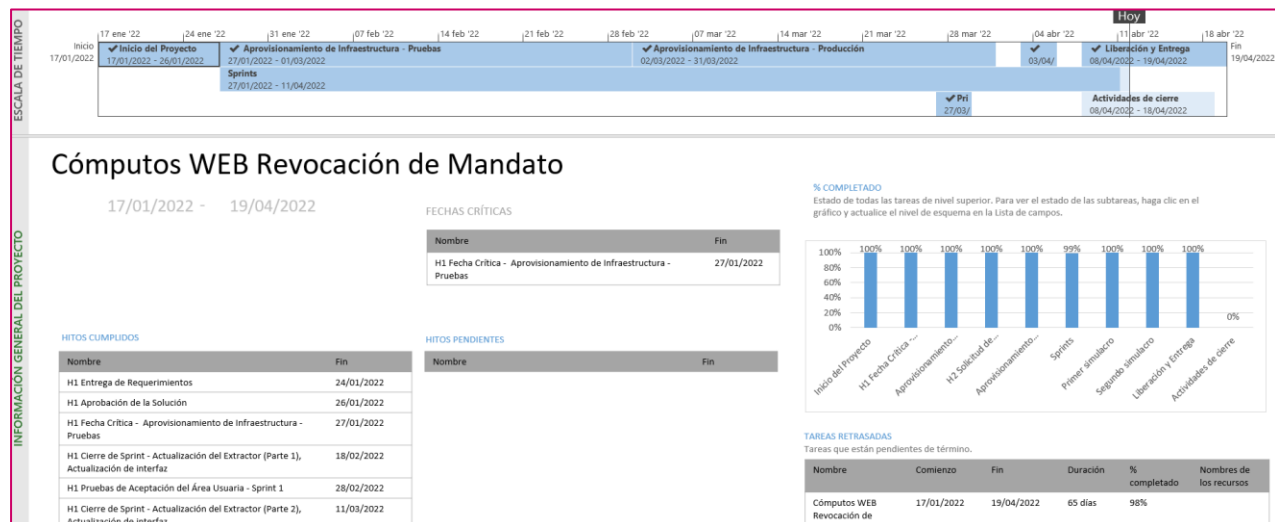 ESCALA DE TIEMPO
Hoy
17 ene '22 24 ene '22 31 ene '22 07 feb '22 14 feb '22 21 feb '22 28 feb '22 07 mar '22 14 mar '22 21 mar '22 28 mar '22 04 abr '22 11 abr '22 18 abr '22
Inicio
17/01/2022
✔ Inicio del Proyecto
17/01/2022 - 26/01/2022
✔ Aprovisionamiento de Infraestructura - Pruebas
27/01/2022 - 01/03/2022
✔ Aprovisionamiento de Infraestructura - Producción
02/03/2022 - 31/03/2022
✔
03/04/
✔ Liberación y Entrega
08/04/2022 - 19/04/2022
Fin
19/04/2022
Sprints
27/01/2022 - 11/04/2022
✔ Pri
27/03/
Actividades de cierre
08/04/2022 - 18/04/2022
INFORMACIÓN GENERAL DEL PROYECTO
Cómputos WEB Revocación de Mandato
17/01/2022 - 19/04/2022
FECHAS CRÍTICAS
Nombre Fin
H1 Fecha Crítica - Aprovisionamiento de Infraestructura - 27/01/2022
Pruebas
HITOS CUMPLIDOS
Nombre Fin
H1 Entrega de Requerimientos 24/01/2022
H1 Aprobación de la Solución 26/01/2022
H1 Fecha Crítica - Aprovisionamiento de Infraestructura - 27/01/2022
Pruebas
H1 Cierre de Sprint - Actualización del Extractor (Parte 1), 18/02/2022
Actualización de interfaz
H1 Pruebas de Aceptación del Área Usuaria - Sprint 1 28/02/2022
H1 Cierre de Sprint - Actualización del Extractor (Parte 2), 11/03/2022
Actualización de interfaz
HITOS PENDIENTES
Nombre Fin
% COMPLETADO
Estado de todas las tareas de nivel superior. Para ver el estado de las subtareas, haga clic en el
gráfico y actualice el nivel de esquema en la Lista de campos.
100% 80% 60% 40% 20% 0%
100% 100% 100% 100% 100% 99% 100% 100% 100% 0%
Inicio del Proyecto
H1 Fecha Crítica -...
Aprovisionamiento...
H2 Solicitud de...
Aprovisionamiento...
Sprints
Primer simulacro
Segundo simulacro
Liberación y Entrega
Actividades de cierre
TAREAS RETRASADAS
Tareas que están pendientes de término.
Nombre Comienzo Fin Duración % completado Nombres de los recursos
Cómputos WEB 17/01/2022 19/04/2022 65 días 98%
Revocación de